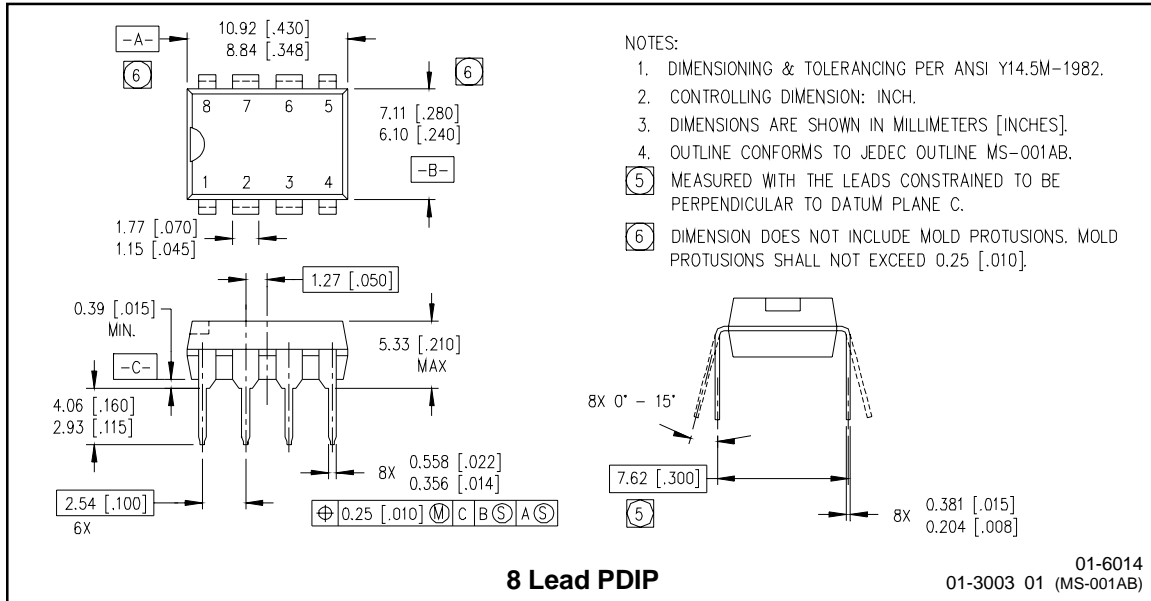 -A-
10.92 [.430]
8.84 [.348]
6
6
8 7 6 5
7.11 [.280]
6.10 [.240]
-B-
1 2 3 4
1.77 [.070]
1.15 [.045]
1.27 [.050]
0.39 [.015]
MIN.
-C-
5.33 [.210]
MAX
4.06 [.160]
2.93 [.115]
8X 0.558 [.022]
0.356 [.014]
2.54 [.100]
6X
⌖ 0.25 [.010] Ⓜ C B Ⓢ A Ⓢ
NOTES:
1. DIMENSIONING & TOLERANCING PER ANSI Y14.5M-1982.
2. CONTROLLING DIMENSION: INCH.
3. DIMENSIONS ARE SHOWN IN MILLIMETERS [INCHES].
4. OUTLINE CONFORMS TO JEDEC OUTLINE MS-001AB.
5 MEASURED WITH THE LEADS CONSTRAINED TO BE
PERPENDICULAR TO DATUM PLANE C.
6 DIMENSION DOES NOT INCLUDE MOLD PROTUSIONS. MOLD
PROTUSIONS SHALL NOT EXCEED 0.25 [.010].
8X 0° - 15°
7.62 [.300]
5
8X 0.381 [.015]
0.204 [.008]
8 Lead PDIP
01-6014
01-3003 01 (MS-001AB)